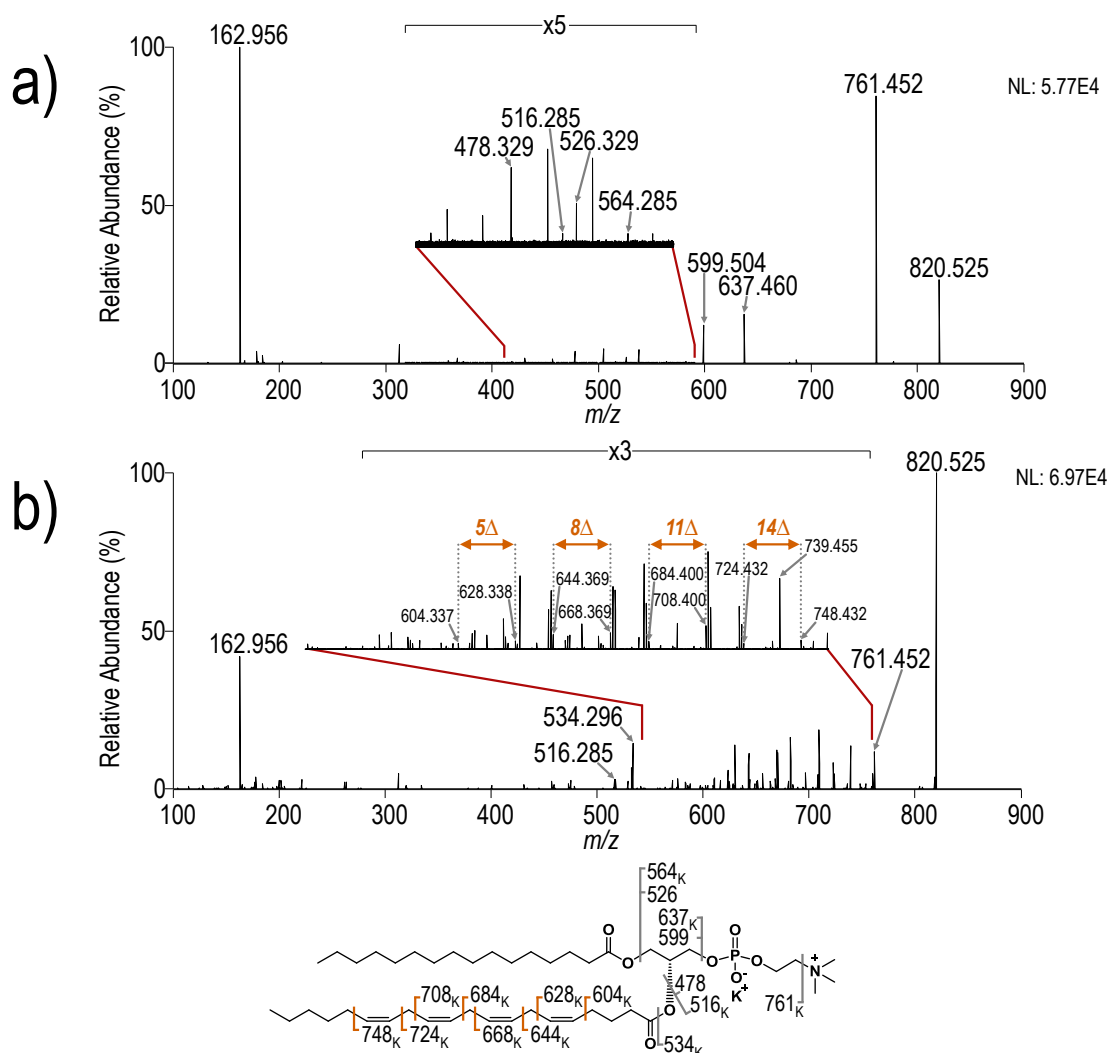 a)
x5
NL: 5.77E4
Relative Abundance (%)
100
50
0
162.956
478.329
516.285
526.329
564.285
599.504
637.460
761.452
820.525
100 200 300 400 500 600 700 800 900
m/z
b)
x3
NL: 6.97E4
Relative Abundance (%)
100
50
0
820.525
5Δ 8Δ 11Δ 14Δ
604.337
628.338
644.369
668.369
684.400
708.400
724.432
739.455
748.432
162.956
534.296
516.285
761.452
100 200 300 400 500 600 700 800 900
m/z
564K
526
637K
599
O
O
O
P
O
O-
K+
O
N+
478
516K
761K
708K 684K 628K 604K
O
748K 724K 668K 644K
O
534K